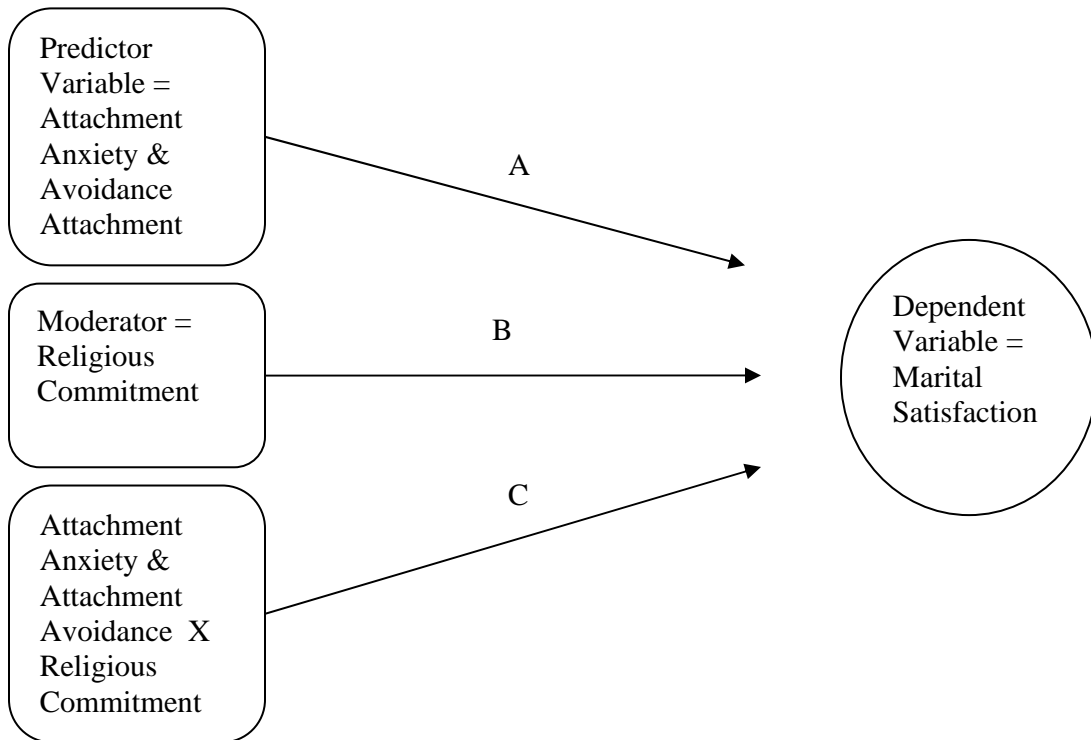 Predictor
Variable =
Attachment
Anxiety &
Avoidance
Attachment
A
Moderator =
Religious
Commitment
B
Dependent
Variable =
Marital
Satisfaction
Attachment
Anxiety &
Attachment
Avoidance X
Religious
Commitment
C